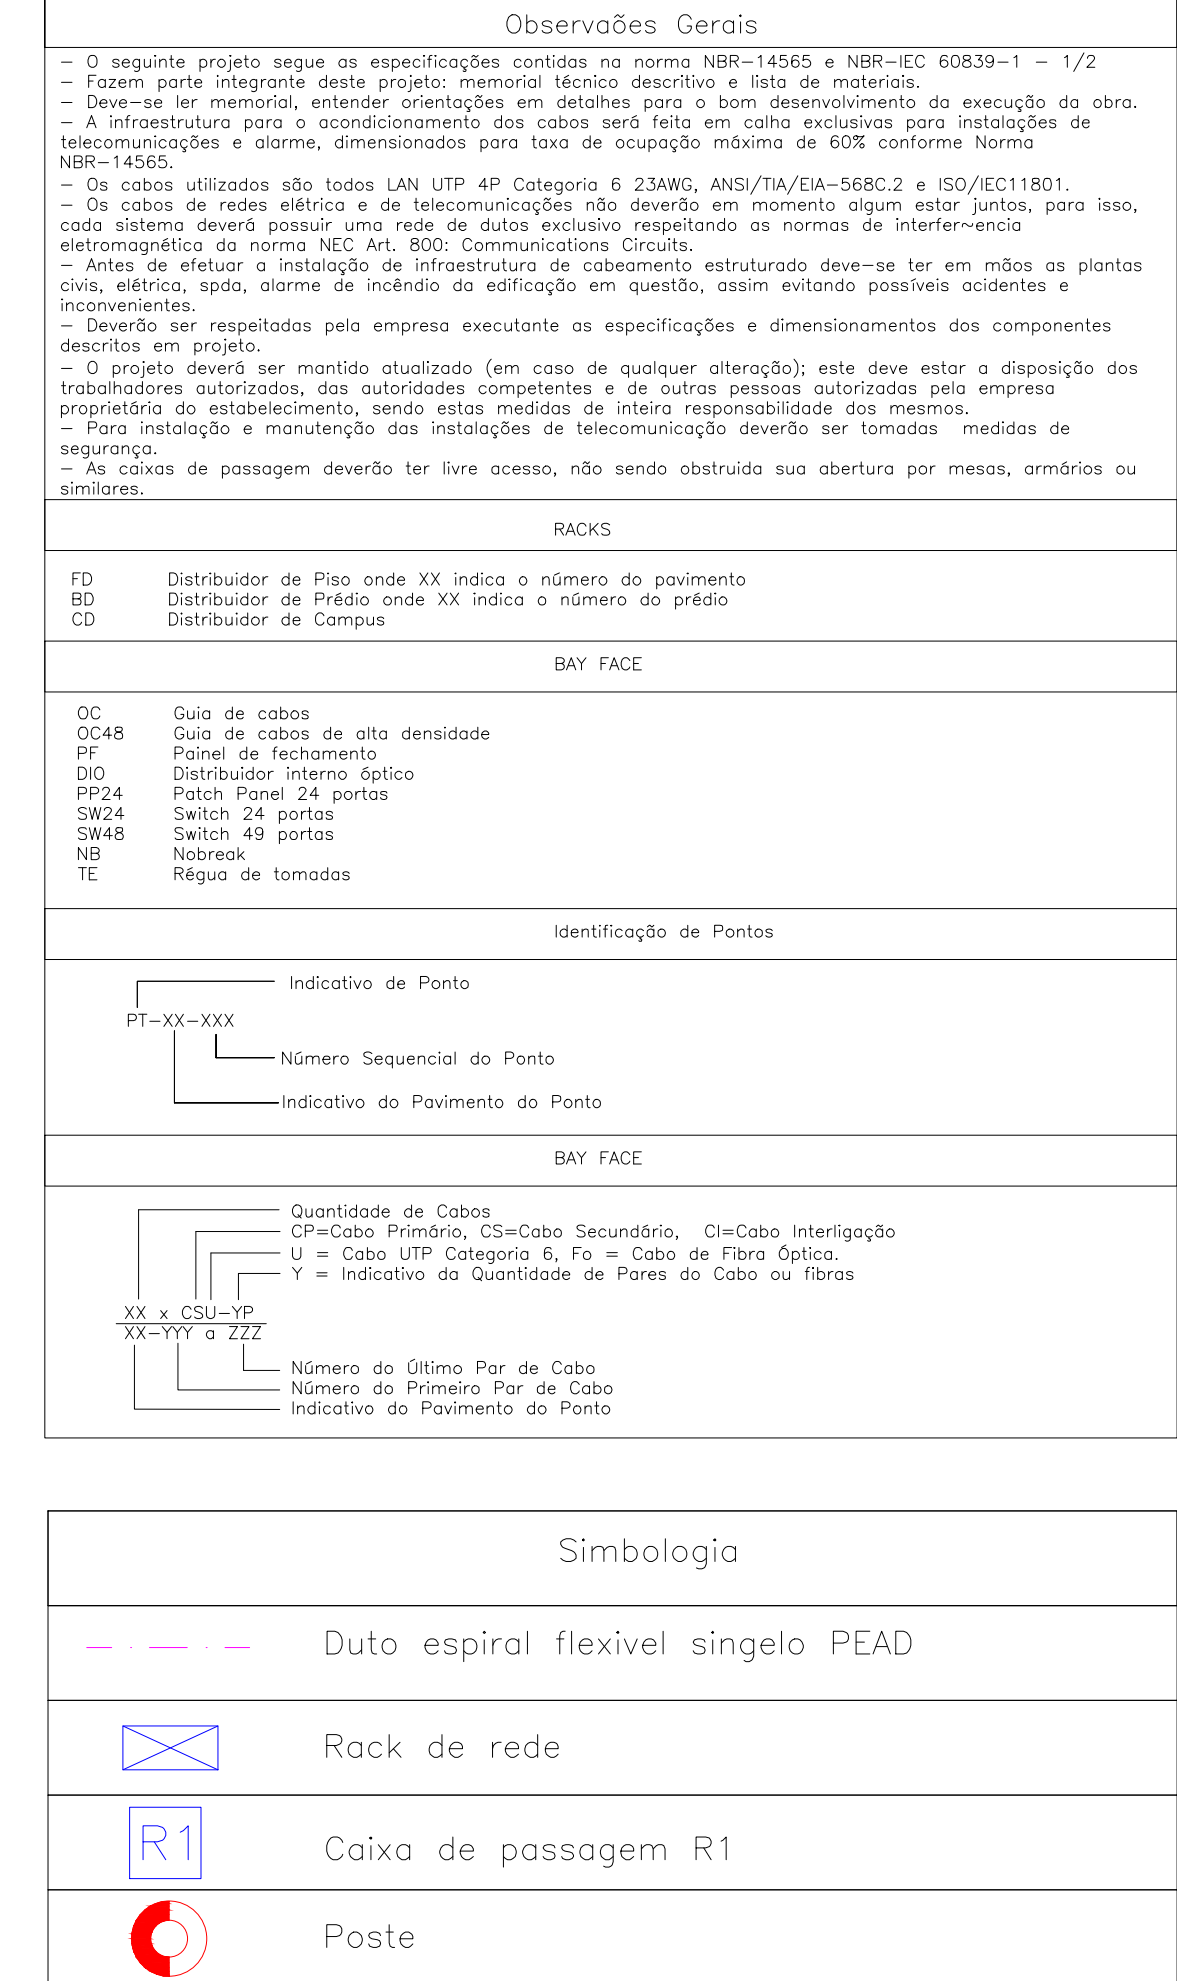 Observaões Gerais
– O seguinte projeto segue as especificações contidas na norma NBR–14565 e NBR–IEC 60839–1 – 1/2
– Fazem parte integrante deste projeto: memorial técnico descritivo e lista de materiais.
– Deve–se ler memorial, entender orientações em detalhes para o bom desenvolvimento da execução da obra.
– A infraestrutura para o acondicionamento dos cabos será feita em calha exclusivas para instalações de
telecomunicações e alarme, dimensionados para taxa de ocupação máxima de 60% conforme Norma
NBR–14565.
– Os cabos utilizados são todos LAN UTP 4P Categoria 6 23AWG, ANSI/TIA/EIA–568C.2 e ISO/IEC11801.
– Os cabos de redes elétrica e de telecomunicações não deverão em momento algum estar juntos, para isso,
cada sistema deverá possuir uma rede de dutos exclusivo respeitando as normas de interfer~encia
eletromagnética da norma NEC Art. 800: Communications Circuits.
– Antes de efetuar a instalação de infraestrutura de cabeamento estruturado deve–se ter em mãos as plantas
civis, elétrica, spda, alarme de incêndio da edificação em questão, assim evitando possíveis acidentes e
inconvenientes.
– Deverão ser respeitadas pela empresa executante as especificações e dimensionamentos dos componentes
descritos em projeto.
– O projeto deverá ser mantido atualizado (em caso de qualquer alteração); este deve estar a disposição dos
trabalhadores autorizados, das autoridades competentes e de outras pessoas autorizadas pela empresa
proprietária do estabelecimento, sendo estas medidas de inteira responsabilidade dos mesmos.
– Para instalação e manutenção das instalações de telecomunicação deverão ser tomadas medidas de
segurança.
– As caixas de passagem deverão ter livre acesso, não sendo obstruida sua abertura por mesas, armários ou
similares.
RACKS
FD Distribuidor de Piso onde XX indica o número do pavimento
BD Distribuidor de Prédio onde XX indica o número do prédio
CD Distribuidor de Campus
BAY FACE
OC Guia de cabos
OC48 Guia de cabos de alta densidade
PF Painel de fechamento
DIO Distribuidor interno óptico
PP24 Patch Panel 24 portas
SW24 Switch 24 portas
SW48 Switch 49 portas
NB Nobreak
TE Régua de tomadas
Identificação de Pontos
Indicativo de Ponto
PT–XX–XXX
Número Sequencial do Ponto
Indicativo do Pavimento do Ponto
BAY FACE
Quantidade de Cabos
CP=Cabo Primário, CS=Cabo Secundário, CI=Cabo Interligação
U = Cabo UTP Categoria 6, Fo = Cabo de Fibra Óptica.
Y = Indicativo da Quantidade de Pares do Cabo ou fibras
XX x CSU–YP
XX–YYY a ZZZ
Número do Último Par de Cabo
Número do Primeiro Par de Cabo
Indicativo do Pavimento do Ponto
Simbologia
Duto espiral flexivel singelo PEAD
Rack de rede
R1 Caixa de passagem R1
Poste